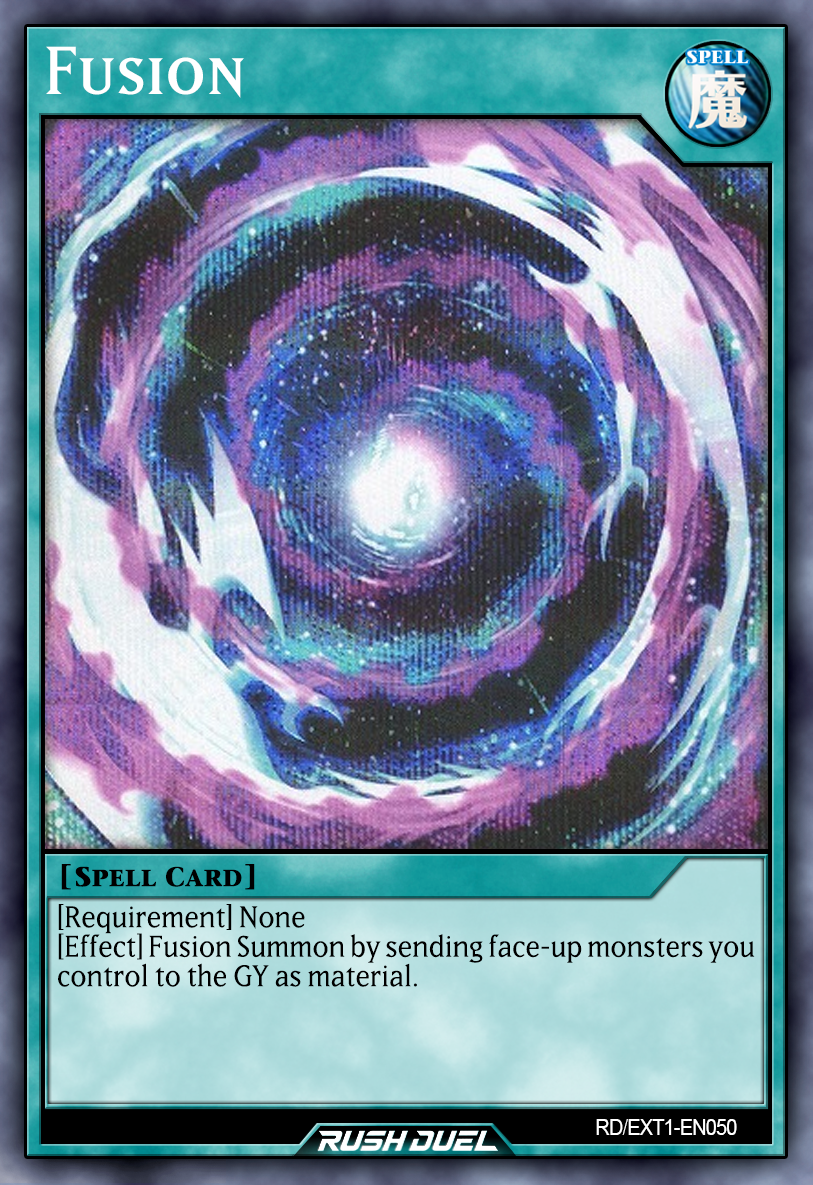 Fusion
SPELL
魔
[Spell Card]
[Requirement] None
[Effect] Fusion Summon by sending face-up monsters you
control to the GY as material.
RD/EXT1-EN050
RUSH DUEL